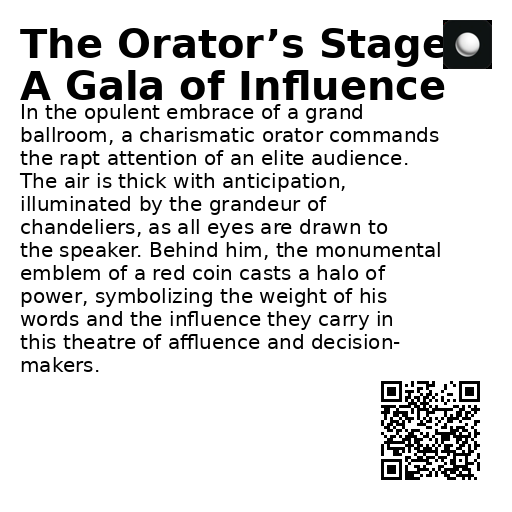 The Orator’s Stage
A Gala of Influence
In the opulent embrace of a grand
ballroom, a charismatic orator commands
the rapt attention of an elite audience.
The air is thick with anticipation,
illuminated by the grandeur of
chandeliers, as all eyes are drawn to
the speaker. Behind him, the monumental
emblem of a red coin casts a halo of
power, symbolizing the weight of his
words and the influence they carry in
this theatre of affluence and decision-
makers.